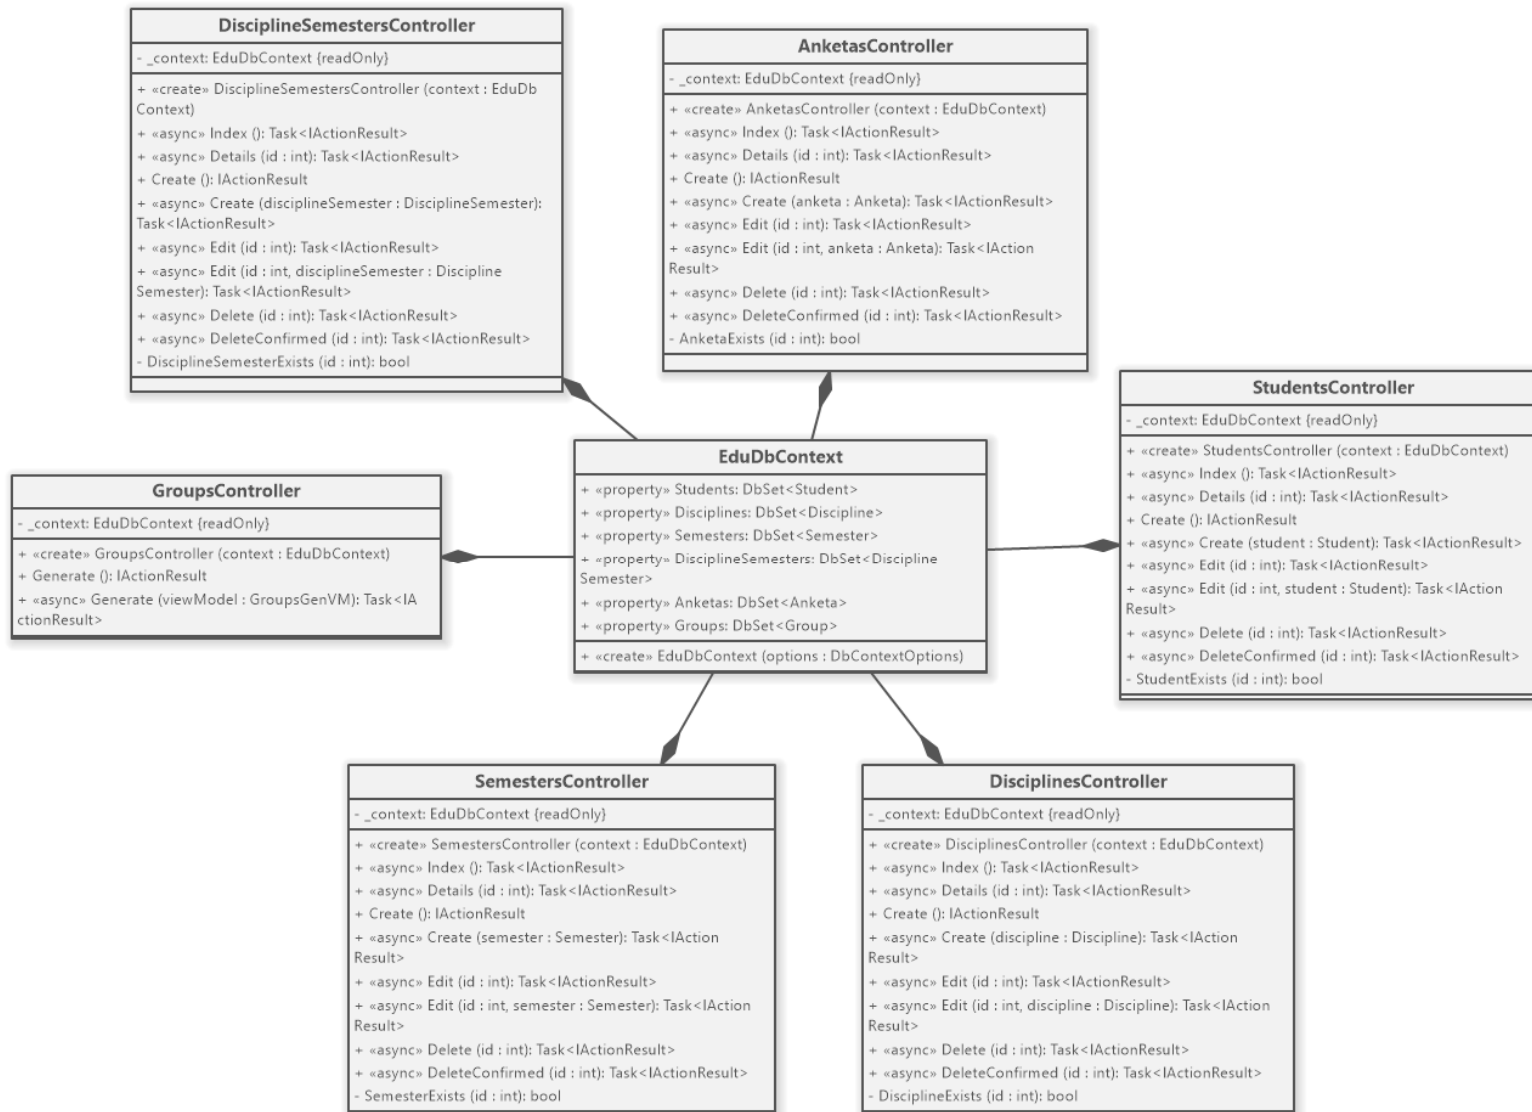 DisciplineSemestersController
- _context: EduDbContext {readOnly}
+ «create» DisciplineSemestersController (context : EduDb
Context)
+ «async» Index (): Task<IActionResult>
+ «async» Details (id : int): Task<IActionResult>
+ Create (): IActionResult
+ «async» Create (disciplineSemester : DisciplineSemester):
Task<IActionResult>
+ «async» Edit (id : int): Task<IActionResult>
+ «async» Edit (id : int, disciplineSemester : Discipline
Semester): Task<IActionResult>
+ «async» Delete (id : int): Task<IActionResult>
+ «async» DeleteConfirmed (id : int): Task<IActionResult>
- DisciplineSemesterExists (id : int): bool
AnketasController
- _context: EduDbContext {readOnly}
+ «create» AnketasController (context : EduDbContext)
+ «async» Index (): Task<IActionResult>
+ «async» Details (id : int): Task<IActionResult>
+ Create (): IActionResult
+ «async» Create (anketa : Anketa): Task<IActionResult>
+ «async» Edit (id : int): Task<IActionResult>
+ «async» Edit (id : int, anketa : Anketa): Task<IAction
Result>
+ «async» Delete (id : int): Task<IActionResult>
+ «async» DeleteConfirmed (id : int): Task<IActionResult>
- AnketaExists (id : int): bool
StudentsController
- _context: EduDbContext {readOnly}
+ «create» StudentsController (context : EduDbContext)
+ «async» Index (): Task<IActionResult>
+ «async» Details (id : int): Task<IActionResult>
+ Create (): IActionResult
+ «async» Create (student : Student): Task<IActionResult>
+ «async» Edit (id : int): Task<IActionResult>
+ «async» Edit (id : int, student : Student): Task<IAction
Result>
+ «async» Delete (id : int): Task<IActionResult>
+ «async» DeleteConfirmed (id : int): Task<IActionResult>
- StudentExists (id : int): bool
EduDbContext
+ «property» Students: DbSet<Student>
+ «property» Disciplines: DbSet<Discipline>
+ «property» Semesters: DbSet<Semester>
+ «property» DisciplineSemesters: DbSet<Discipline
Semester>
+ «property» Anketas: DbSet<Anketa>
+ «property» Groups: DbSet<Group>
+ «create» EduDbContext (options : DbContextOptions)
GroupsController
- _context: EduDbContext {readOnly}
+ «create» GroupsController (context : EduDbContext)
+ Generate (): IActionResult
+ «async» Generate (viewModel : GroupsGenVM): Task<IA
ctionResult>
SemestersController
- _context: EduDbContext {readOnly}
+ «create» SemestersController (context : EduDbContext)
+ «async» Index (): Task<IActionResult>
+ «async» Details (id : int): Task<IActionResult>
+ Create (): IActionResult
+ «async» Create (semester : Semester): Task<IAction
Result>
+ «async» Edit (id : int): Task<IActionResult>
+ «async» Edit (id : int, semester : Semester): Task<IAction
Result>
+ «async» Delete (id : int): Task<IActionResult>
+ «async» DeleteConfirmed (id : int): Task<IActionResult>
- SemesterExists (id : int): bool
DisciplinesController
- _context: EduDbContext {readOnly}
+ «create» DisciplinesController (context : EduDbContext)
+ «async» Index (): Task<IActionResult>
+ «async» Details (id : int): Task<IActionResult>
+ Create (): IActionResult
+ «async» Create (discipline : Discipline): Task<IAction
Result>
+ «async» Edit (id : int): Task<IActionResult>
+ «async» Edit (id : int, discipline : Discipline): Task<IAction
Result>
+ «async» Delete (id : int): Task<IActionResult>
+ «async» DeleteConfirmed (id : int): Task<IActionResult>
- DisciplineExists (id : int): bool